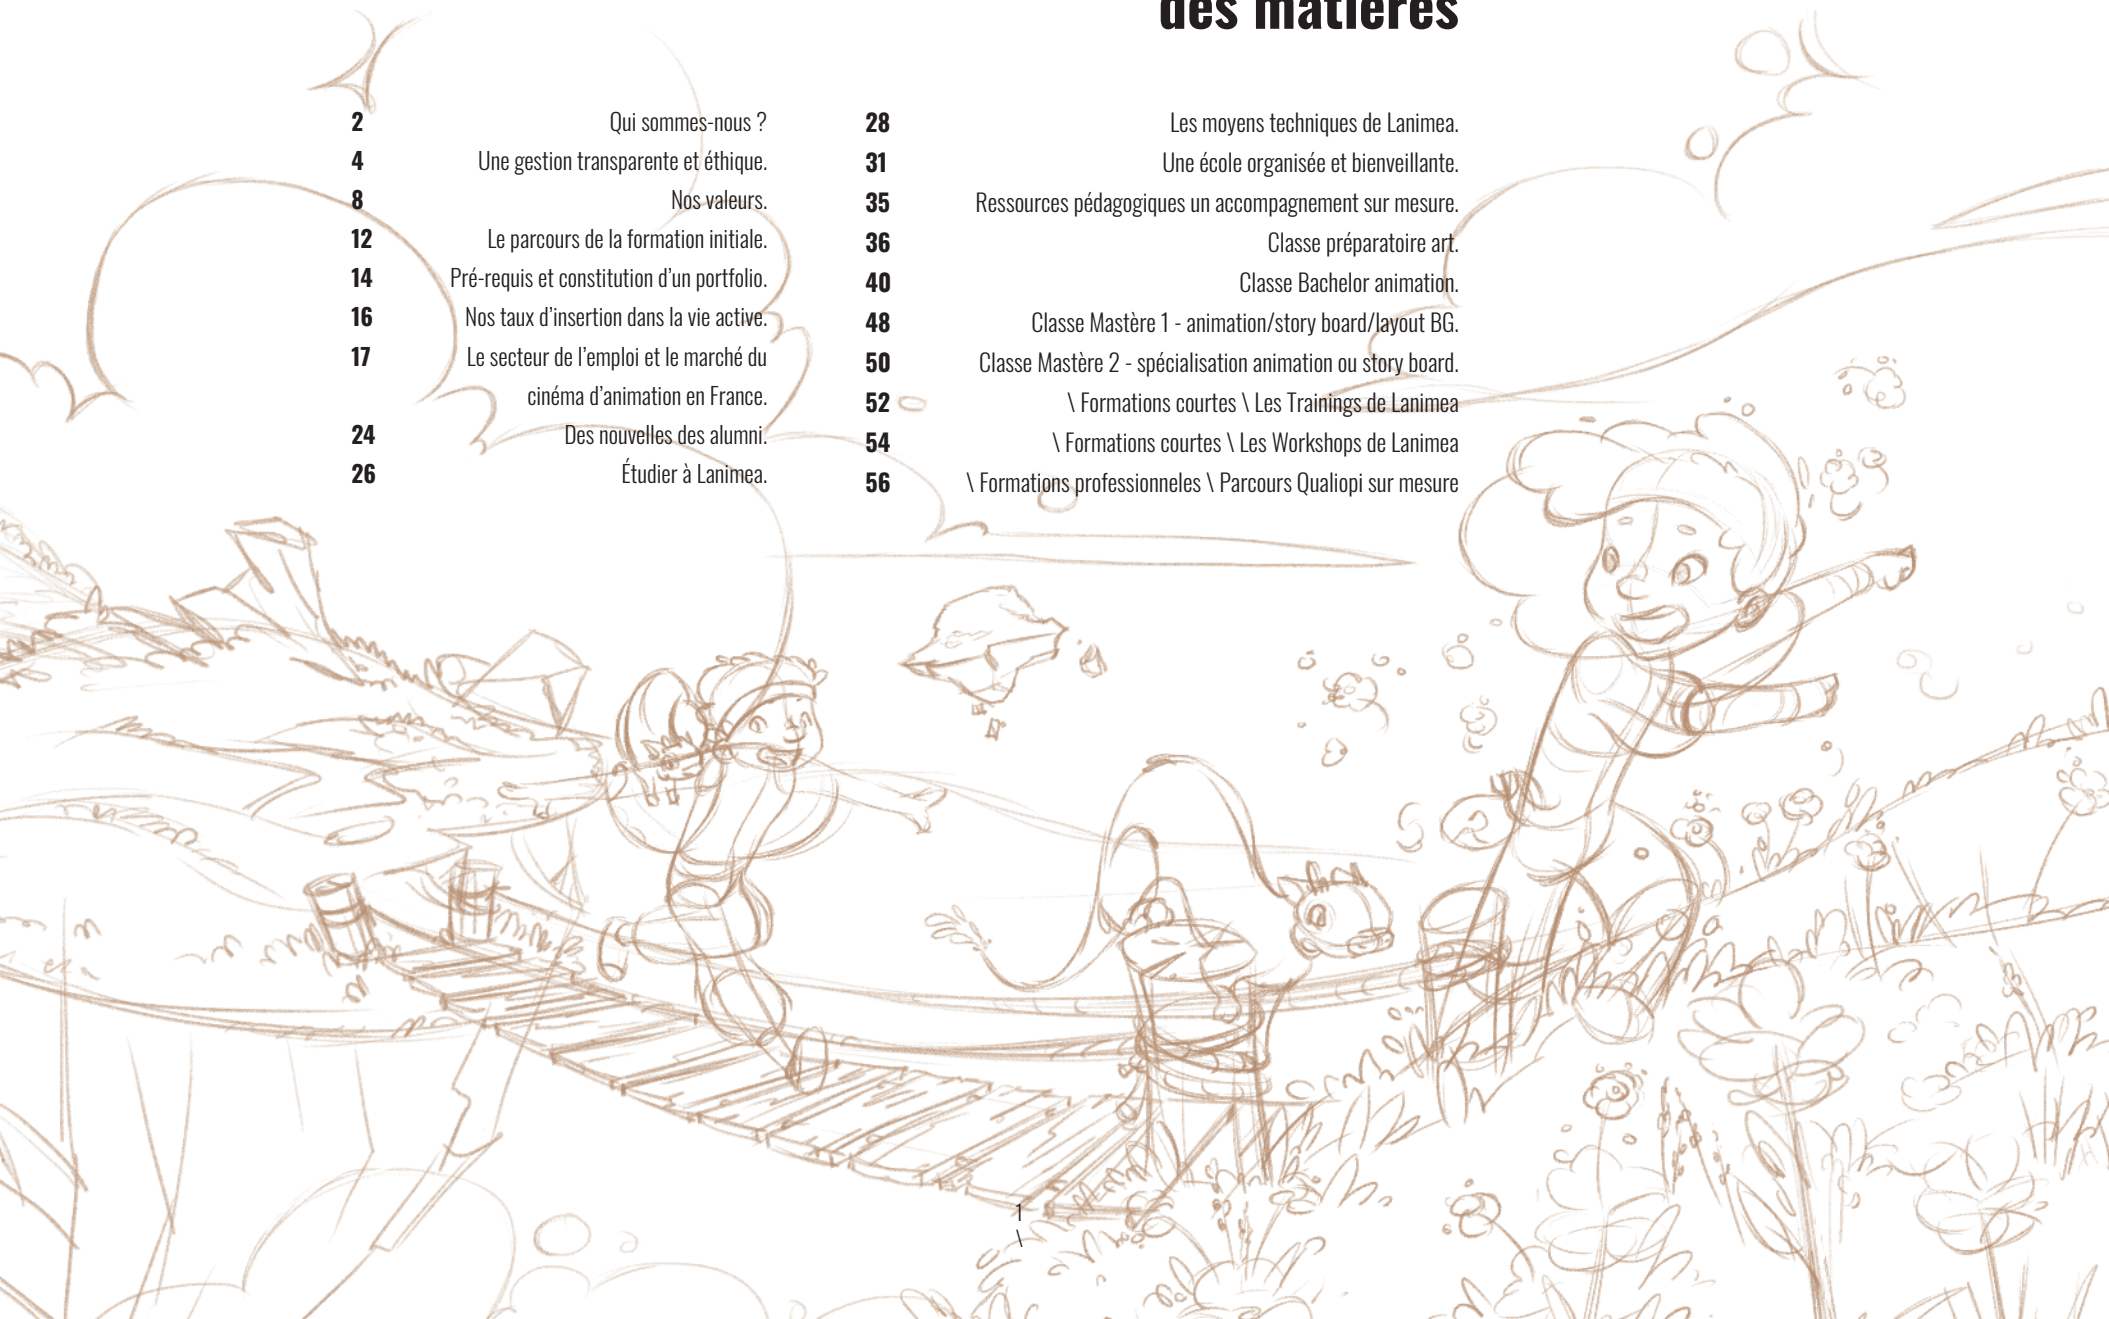 des matières
2 Qui sommes-nous ?
4 Une gestion transparente et éthique.
8 Nos valeurs.
12 Le parcours de la formation initiale.
14 Pré-requis et constitution d'un portfolio.
16 Nos taux d'insertion dans la vie active.
17 Le secteur de l'emploi et le marché du
cinéma d'animation en France.
24 Des nouvelles des alumni.
26 Étudier à Lanimea.
28 Les moyens techniques de Lanimea.
31 Une école organisée et bienveillante.
35 Ressources pédagogiques un accompagnement sur mesure.
36 Classe préparatoire art.
40 Classe Bachelor animation.
48 Classe Mastère 1 - animation/story board/layout BG.
50 Classe Mastère 2 - spécialisation animation ou story board.
52 \ Formations courtes \ Les Trainings de Lanimea
54 \ Formations courtes \ Les Workshops de Lanimea
56 \ Formations professionneles \ Parcours Qualiopi sur mesure
1
\